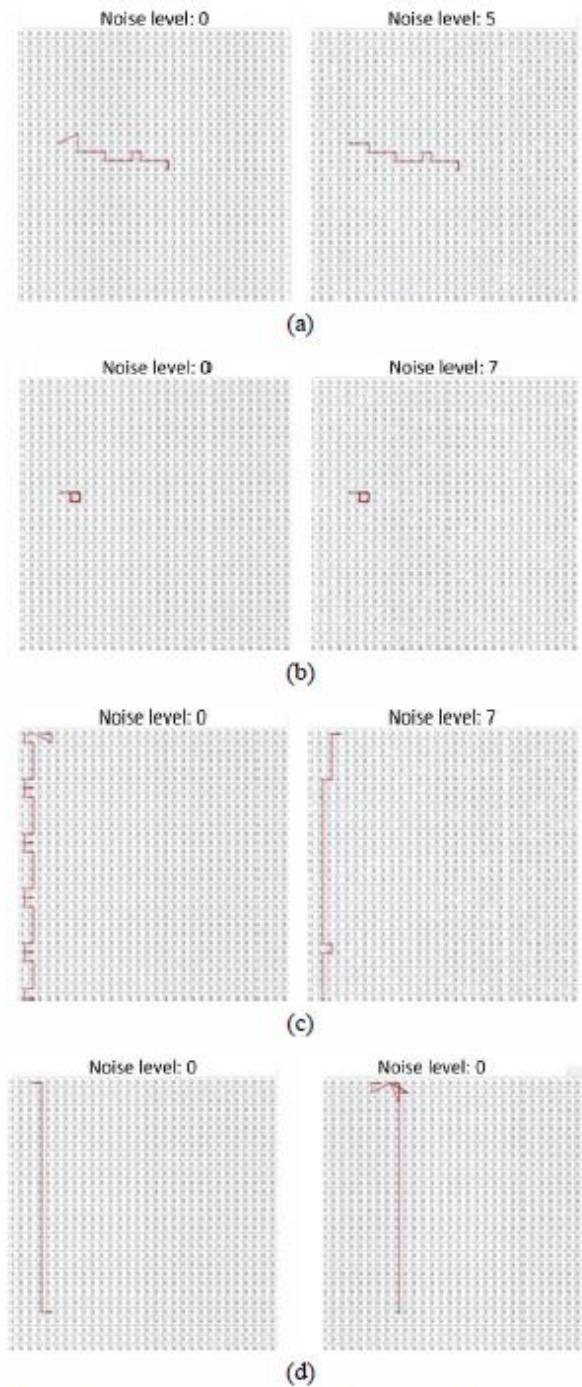 Noise level: 0 Noise level: 5
(a)
Noise level: 0 Noise level: 7
(b)
Noise level: 0 Noise level: 7
(c)
Noise level: 0 Noise level: 0
(d)